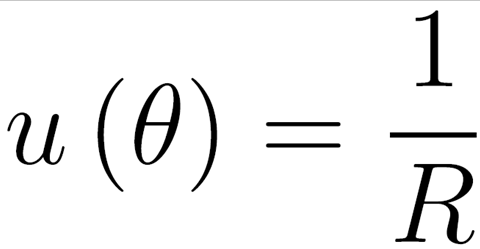 u (θ) = 1/R